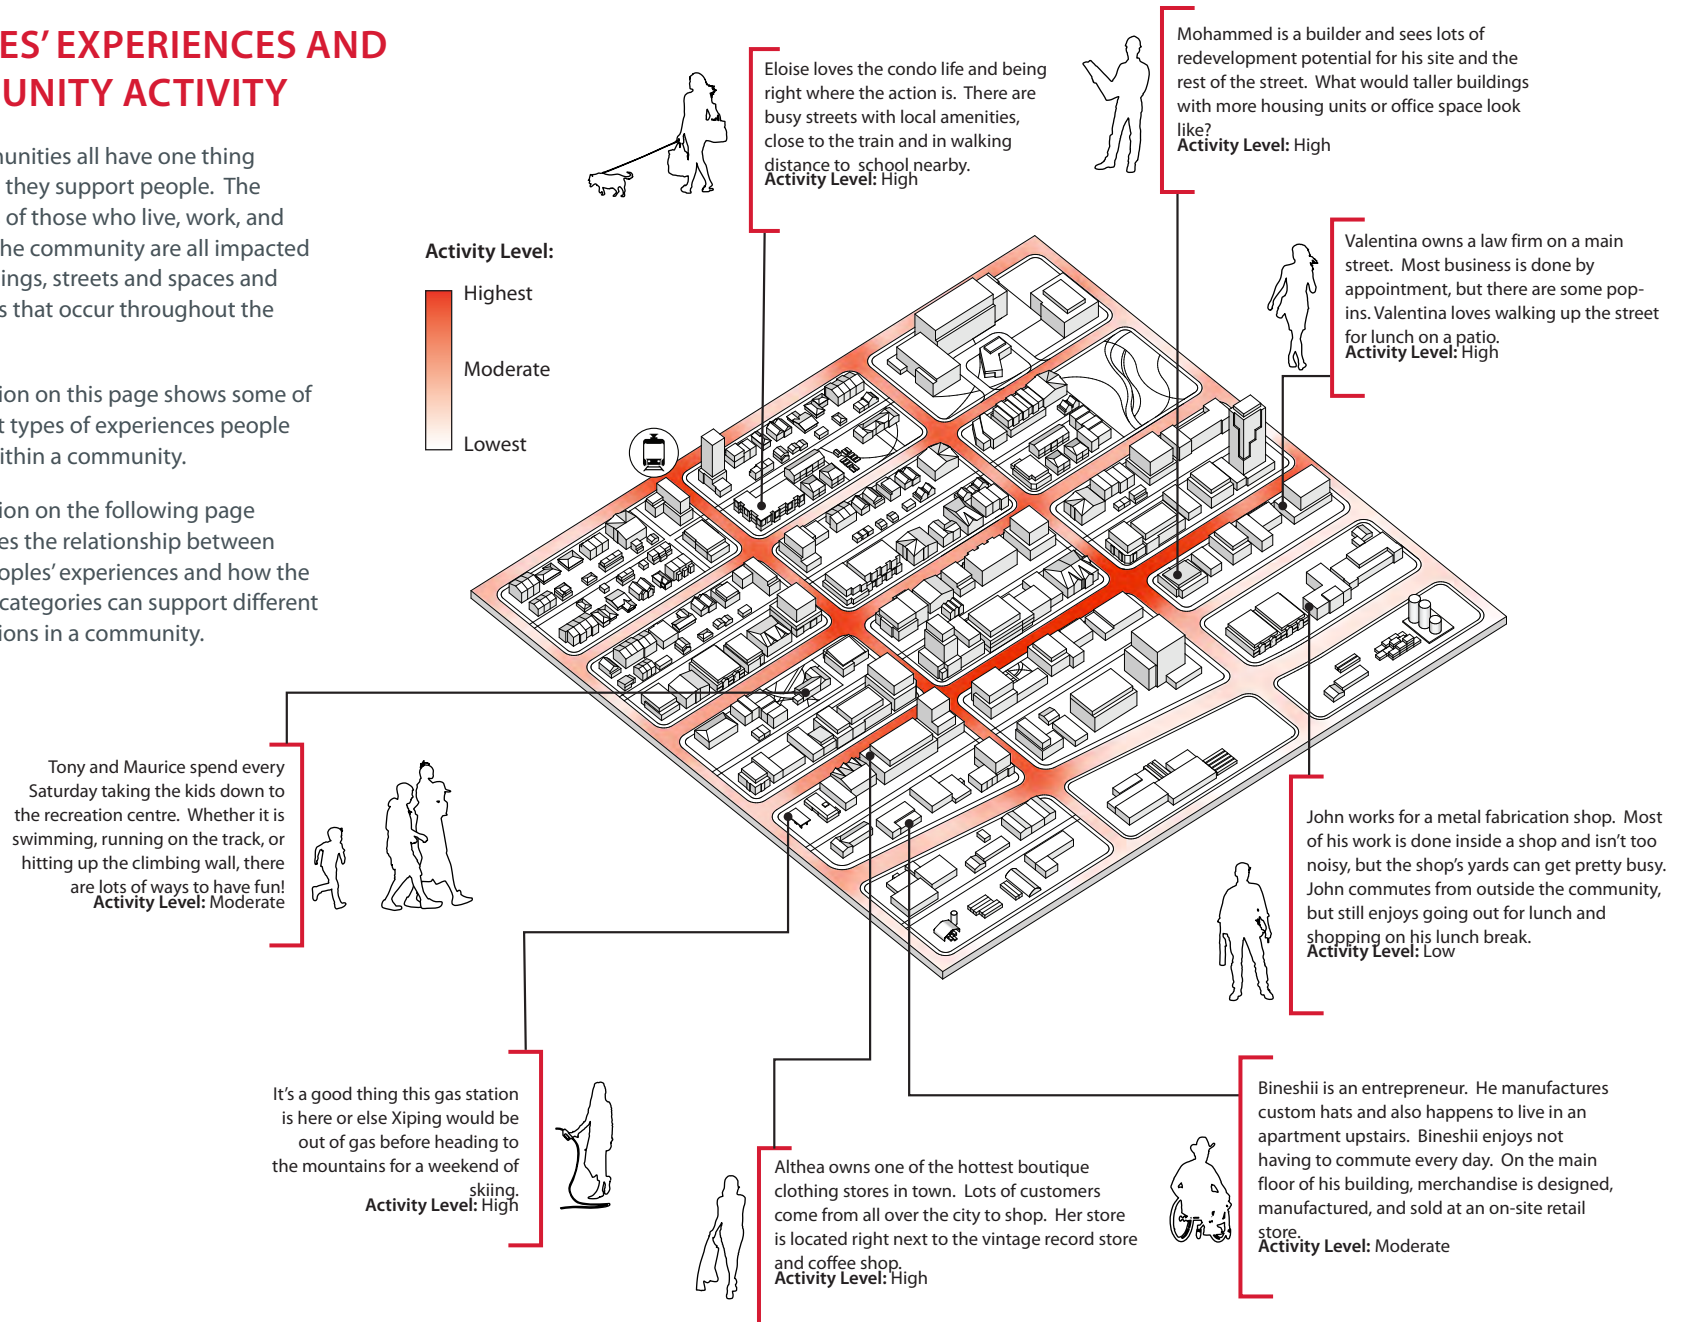 ES’ EXPERIENCES AND
UNITY ACTIVITY
unities all have one thing
they support people. The
of those who live, work, and
he community are all impacted
ings, streets and spaces and
s that occur throughout the
ion on this page shows some of
t types of experiences people
ithin a community.
ion on the following page
es the relationship between
oples’ experiences and how the
categories can support different
ions in a community.
Activity Level:
Highest
Moderate
Lowest
Eloise loves the condo life and being
right where the action is. There are
busy streets with local amenities,
close to the train and in walking
distance to school nearby.
Activity Level: High
Mohammed is a builder and sees lots of
redevelopment potential for his site and the
rest of the street. What would taller buildings
with more housing units or office space look
like?
Activity Level: High
Valentina owns a law firm on a main
street. Most business is done by
appointment, but there are some pop-
ins. Valentina loves walking up the street
for lunch on a patio.
Activity Level: High
Tony and Maurice spend every
Saturday taking the kids down to
the recreation centre. Whether it is
swimming, running on the track, or
hitting up the climbing wall, there
are lots of ways to have fun!
Activity Level: Moderate
John works for a metal fabrication shop. Most
of his work is done inside a shop and isn’t too
noisy, but the shop’s yards can get pretty busy.
John commutes from outside the community,
but still enjoys going out for lunch and
shopping on his lunch break.
Activity Level: Low
It’s a good thing this gas station
is here or else Xiping would be
out of gas before heading to
the mountains for a weekend of
skiing.
Activity Level: High
Althea owns one of the hottest boutique
clothing stores in town. Lots of customers
come from all over the city to shop. Her store
is located right next to the vintage record store
and coffee shop.
Activity Level: High
Bineshii is an entrepreneur. He manufactures
custom hats and also happens to live in an
apartment upstairs. Bineshii enjoys not
having to commute every day. On the main
floor of his building, merchandise is designed,
manufactured, and sold at an on-site retail
store.
Activity Level: Moderate